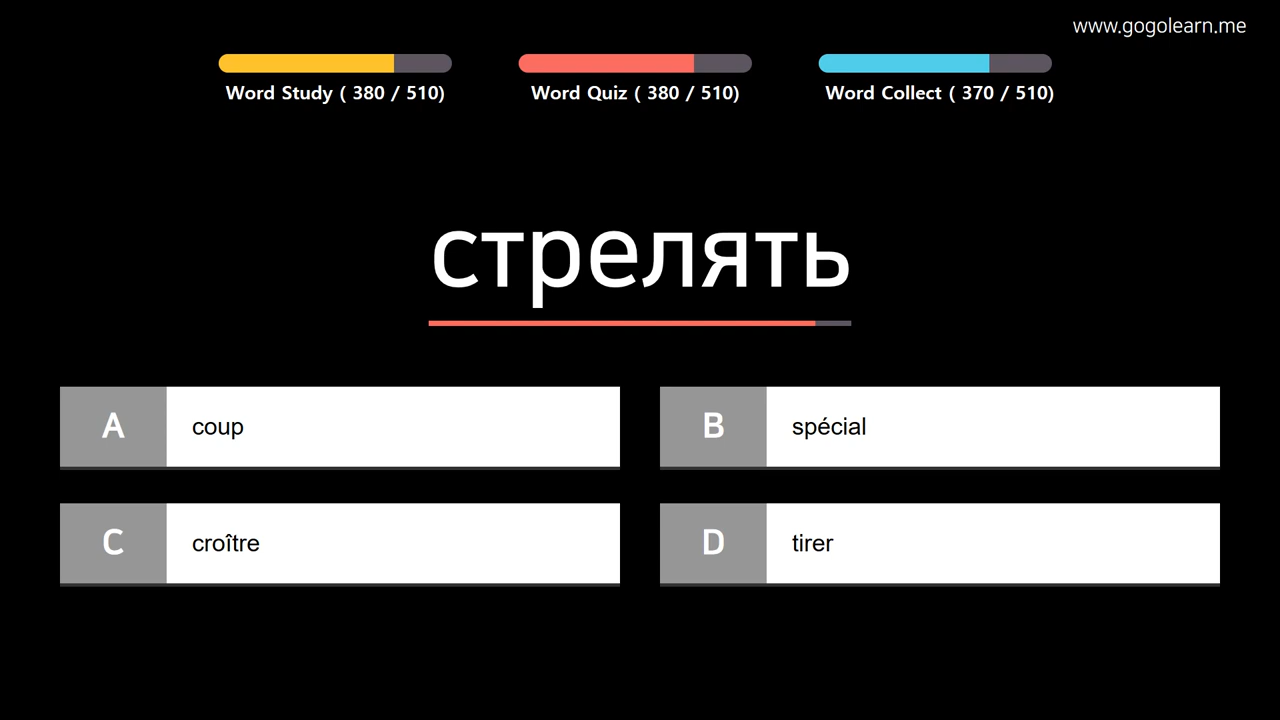 www.gogolearn.me
Word Study ( 380 / 510)
Word Quiz ( 380 / 510)
Word Collect ( 370 / 510)
стрелять
A coup
B spécial
C croître
D tirer